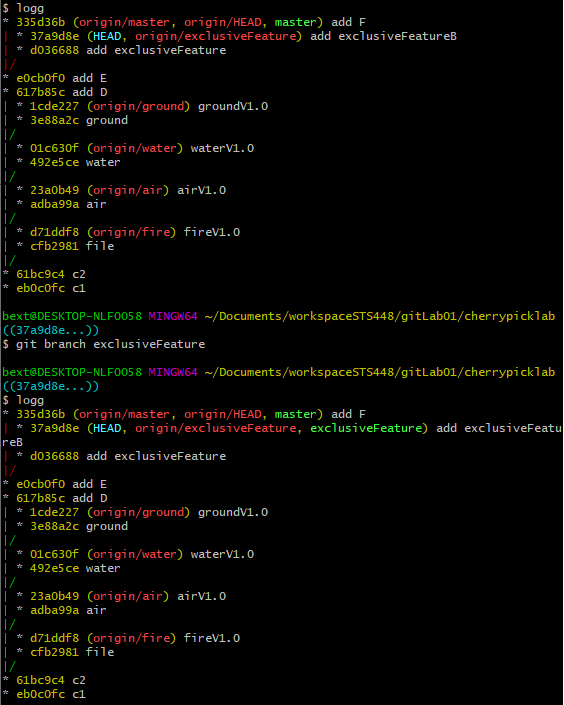 $ logg
* 335d36b (origin/master, origin/HEAD, master) add F
| * 37a9d8e (HEAD, origin/exclusiveFeature) add exclusiveFeatureB
| * d036688 add exclusiveFeature
|/
* e0cb0f0 add E
* 617b85c add D
| * 1cde227 (origin/ground) groundV1.0
| * 3e88a2c ground
|/
| * 01c630f (origin/water) waterV1.0
| * 492e5ce water
|/
| * 23a0b49 (origin/air) airV1.0
| * adba99a air
|/
| * d71ddf8 (origin/fire) fireV1.0
| * cfb2981 file
|/
* 61bc9c4 c2
* eb0c0fc c1
bext@DESKTOP-NLF0058 MINGW64 ~/Documents/workspaceSTS448/gitLab01/cherrypicklab
((37a9d8e...))
$ git branch exclusiveFeature
bext@DESKTOP-NLF0058 MINGW64 ~/Documents/workspaceSTS448/gitLab01/cherrypicklab
((37a9d8e...))
$ logg
* 335d36b (origin/master, origin/HEAD, master) add F
| * 37a9d8e (HEAD, origin/exclusiveFeature, exclusiveFeature) add exclusiveFeatu
reB
| * d036688 add exclusiveFeature
|/
* e0cb0f0 add E
* 617b85c add D
| * 1cde227 (origin/ground) groundV1.0
| * 3e88a2c ground
|/
| * 01c630f (origin/water) waterV1.0
| * 492e5ce water
|/
| * 23a0b49 (origin/air) airV1.0
| * adba99a air
|/
| * d71ddf8 (origin/fire) fireV1.0
| * cfb2981 file
|/
* 61bc9c4 c2
* eb0c0fc c1